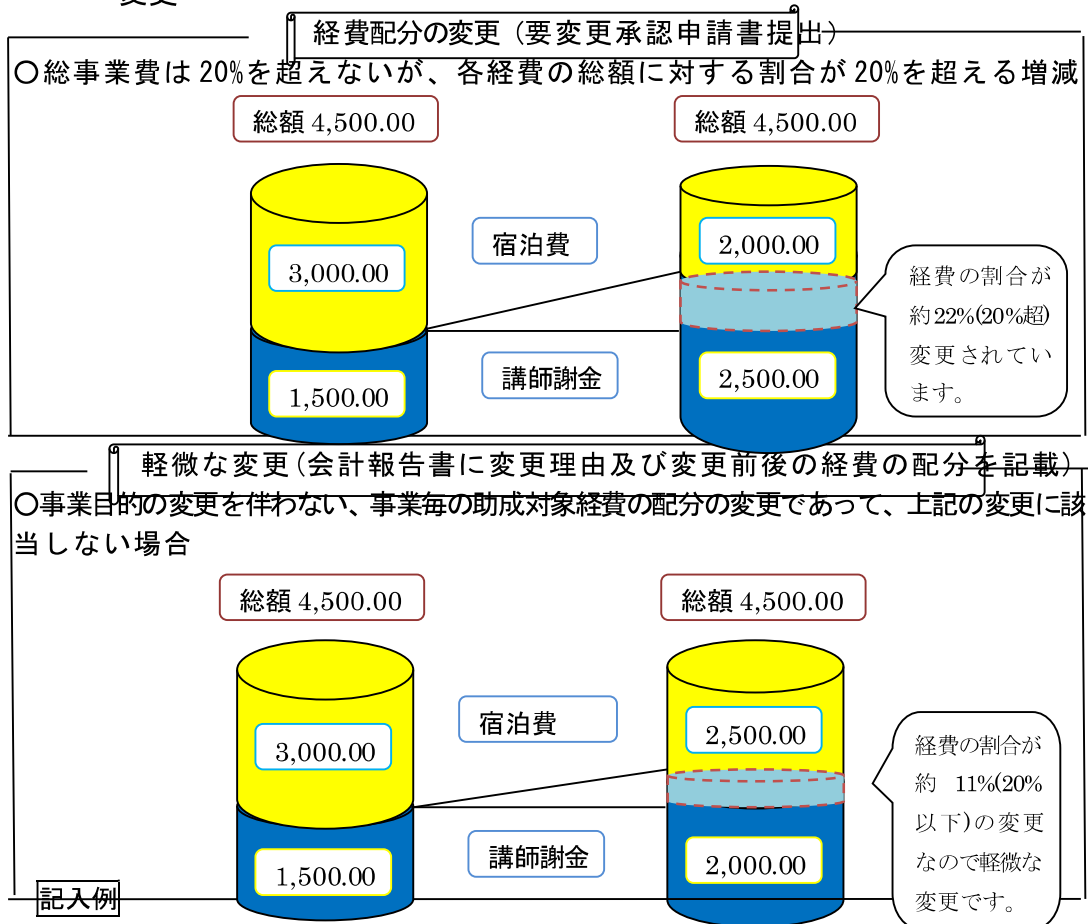 変更
経費配分の変更（要変更承認申請書提出）
〇総事業費は20%を超えないが、各経費の総額に対する割合が20%を超える増減
総額 4,500.00
総額 4,500.00
3,000.00
宿泊費
2,000.00
経費の割合が
約22%(20%超)
変更されてい
ます。
1,500.00
講師謝金
2,500.00
軽微な変更(会計報告書に変更理由及び変更前後の経費の配分を記載)
〇事業目的の変更を伴わない、事業毎の助成対象経費の配分の変更であって、上記の変更に該
当しない場合
総額 4,500.00
総額 4,500.00
3,000.00
宿泊費
2,500.00
経費の割合が
約 11%(20%
以下)の変更
なので軽微な
変更です。
1,500.00
講師謝金
2,000.00
記入例